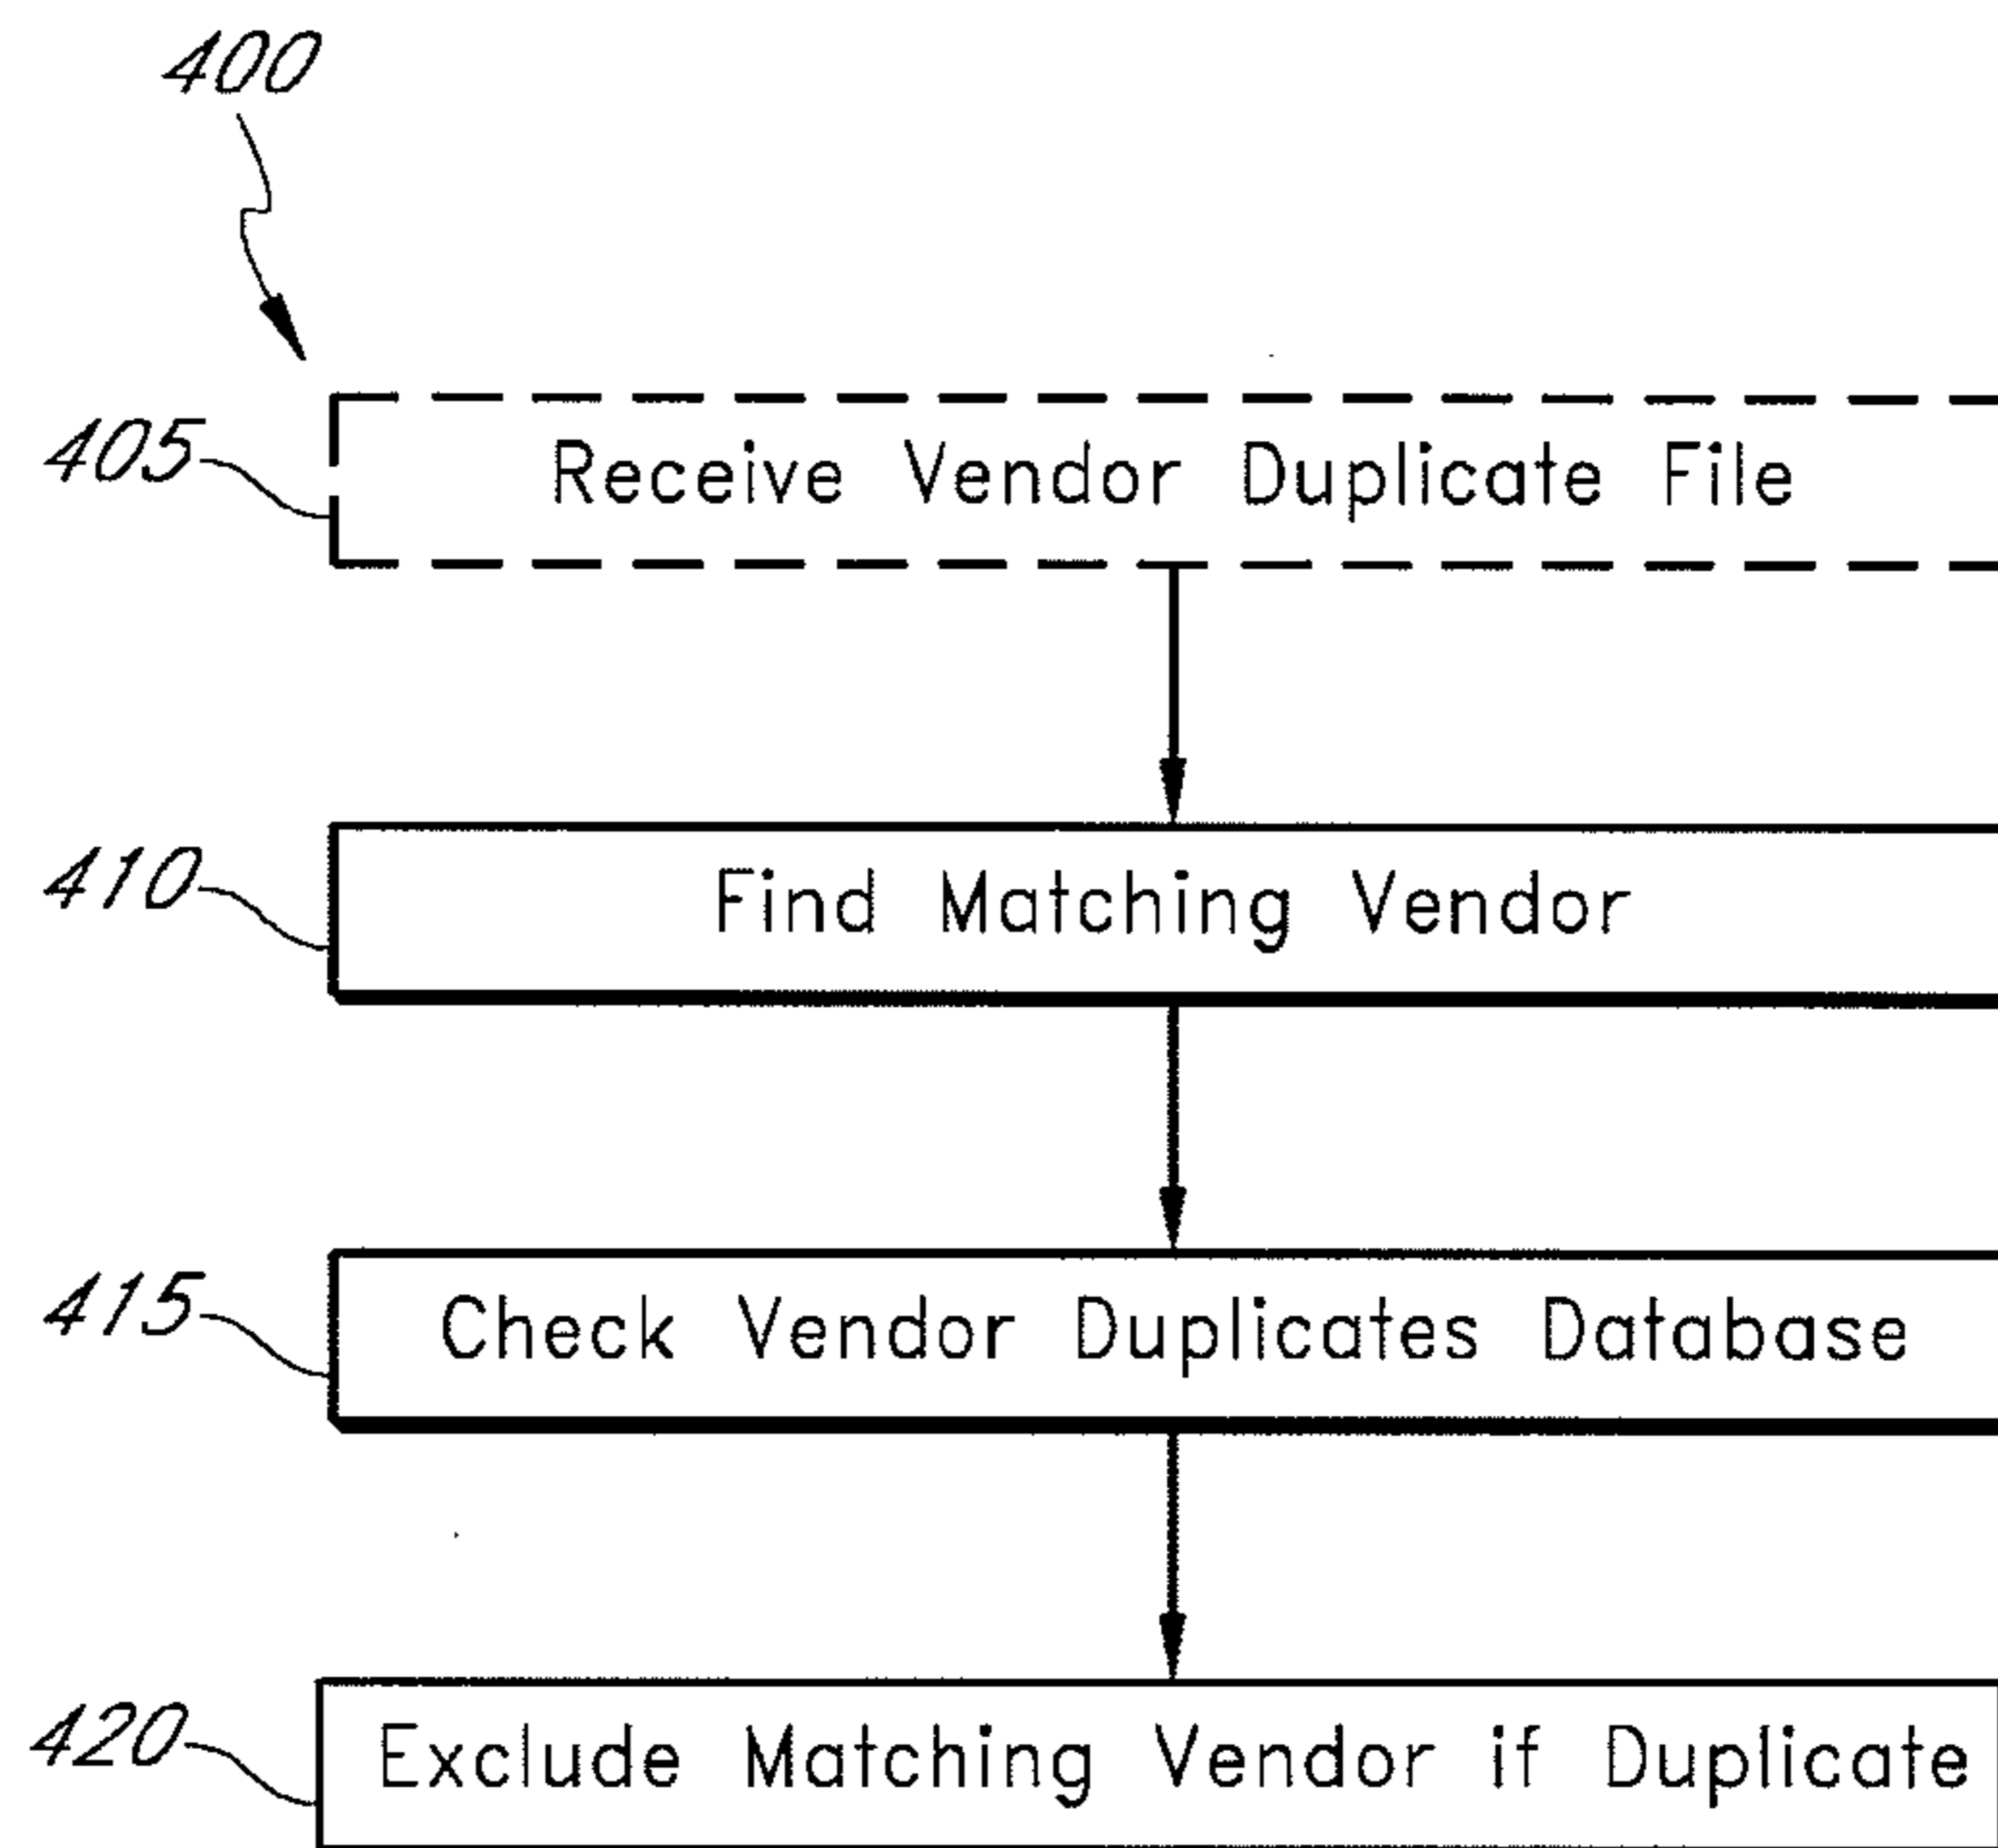 400
405
Receive Vendor Duplicate File
410
Find Matching Vendor
415
Check Vendor Duplicates Database
420
Exclude Matching Vendor if Duplicate